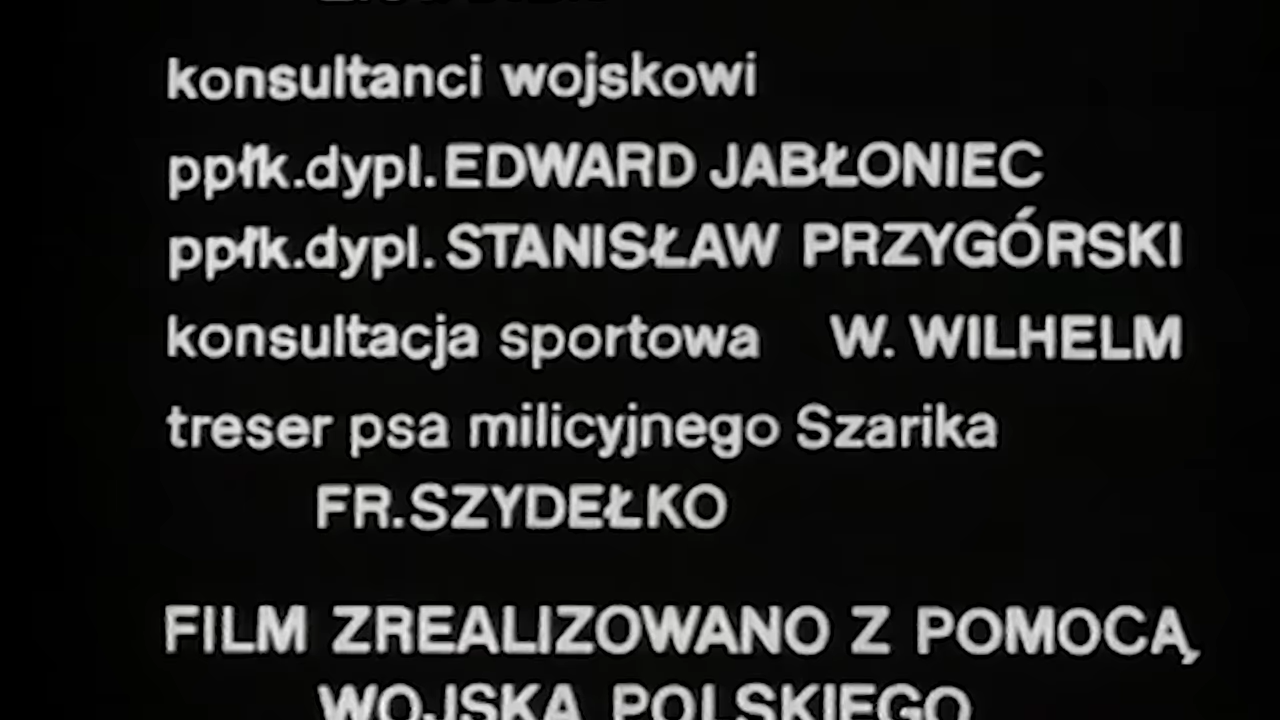 konsultanci wojskowi
ppłk.dypl. EDWARD JABŁONIEC
ppłk.dypl. STANISŁAW PRZYGÓRSKI
konsultacja sportowa W. WILHELM
treser psa milicyjnego Szarika
FR. SZYDEŁKO
FILM ZREALIZOWANO Z POMOCĄ
WOJSKA POLSKIEGO